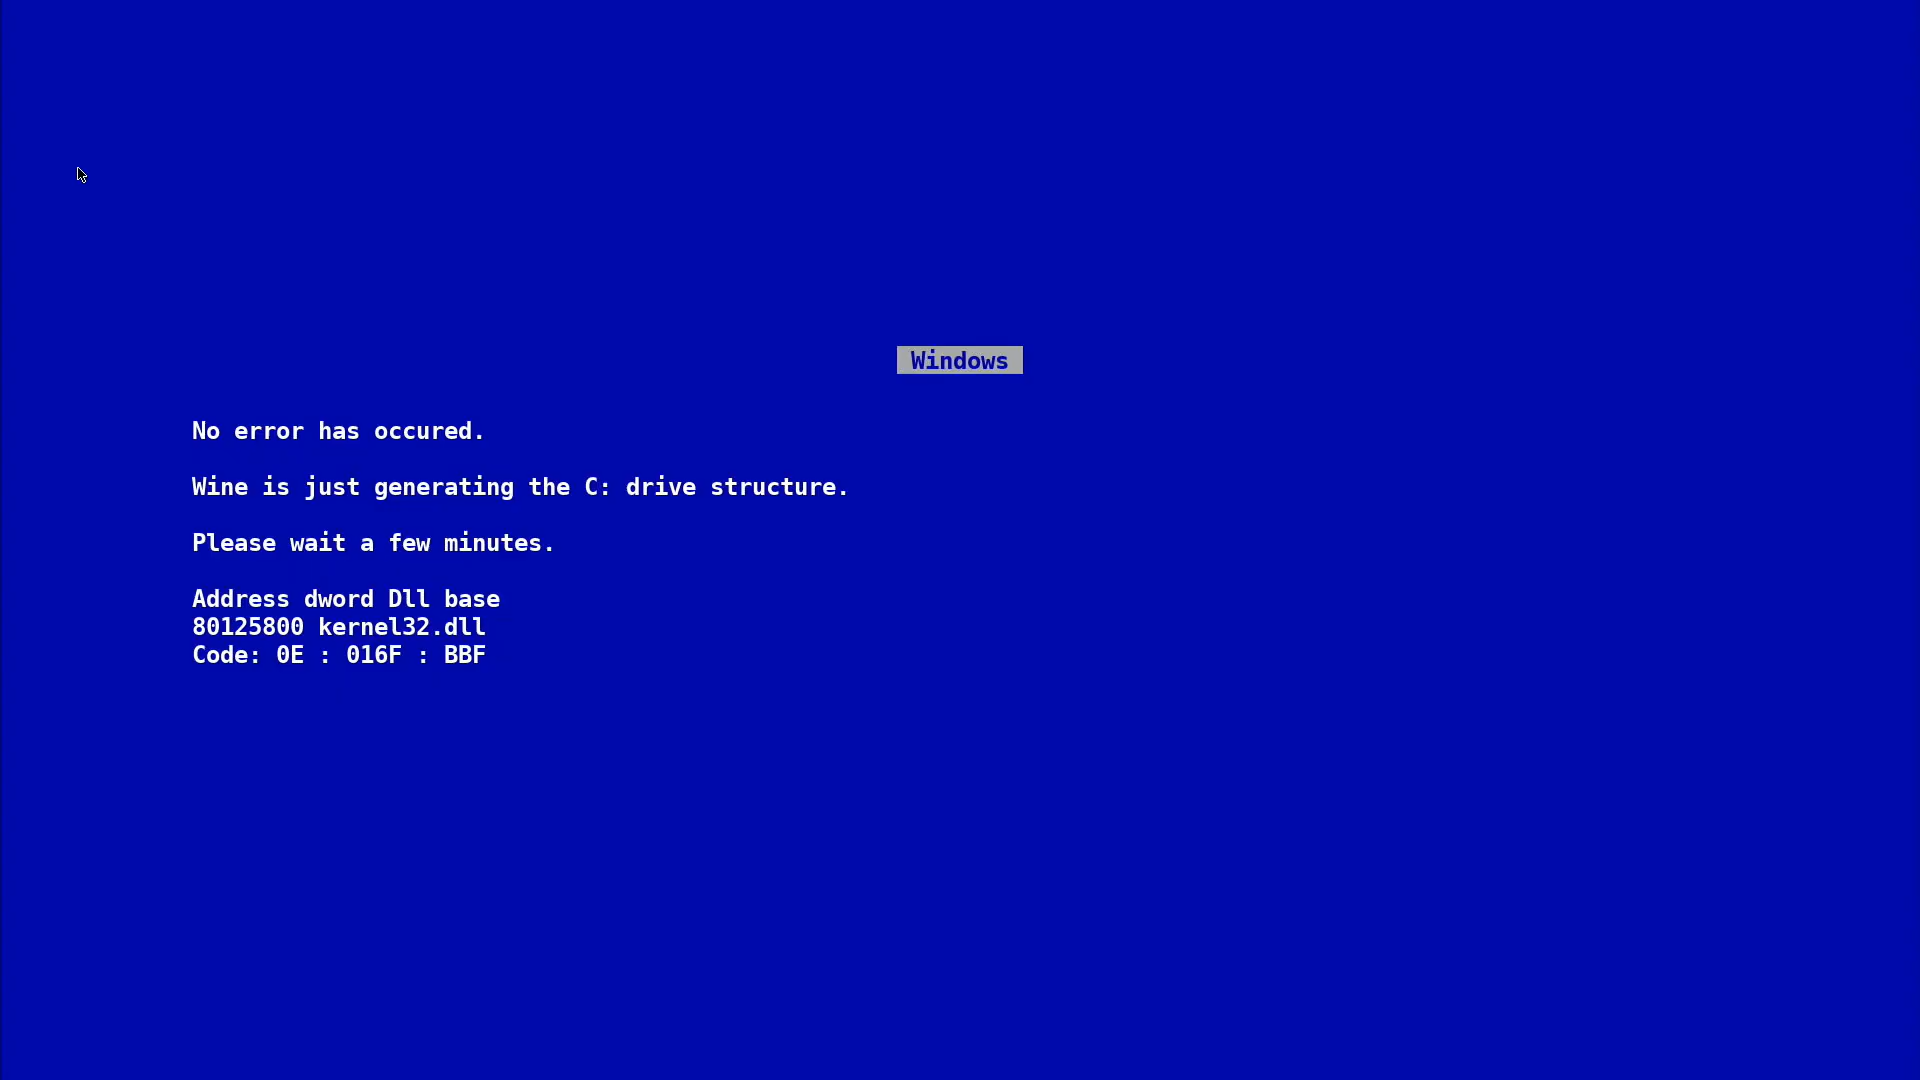 Windows
No error has occured.
Wine is just generating the C: drive structure.
Please wait a few minutes.
Address dword Dll base
80125800 kernel32.dll
Code: 0E : 016F : BBF